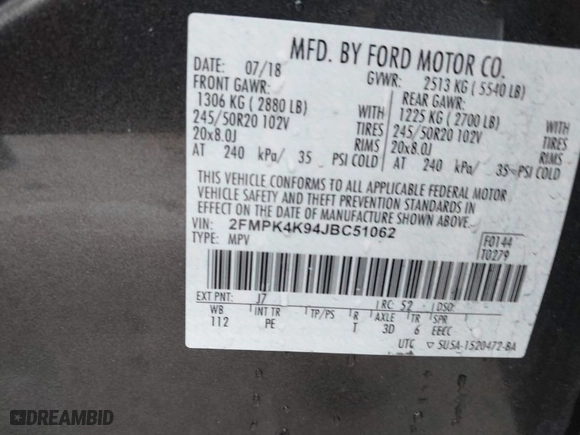 MFD. BY FORD MOTOR CO.
DATE: 07/18
GVWR: 2513 KG ( 5540 LB)
FRONT GAWR:
REAR GAWR:
1306 KG ( 2880 LB)
WITH
1225 KG ( 2700 LB)
WITH
245/50R20 102V
TIRES
245/50R20 102V
TIRES
20x8.0J
RIMS
20x8.0J
RIMS
AT 240 kPa/ 35 PSI COLD
AT 240 kPa/ 35 PSI COLD
THIS VEHICLE CONFORMS TO ALL APPLICABLE FEDERAL MOTOR
VEHICLE SAFETY AND THEFT PREVENTION STANDARDS IN
EFFECT ON THE DATE OF MANUFACTURE SHOWN ABOVE.
VIN: 2FMPK4K94JBC51062
TYPE: MPV
F0144
T0279
EXT PNT: J7 RC: 52 DSO:
WB INT TR TP/PS R AXLE TR SPR
112 PE T 3D 6 EECC
UTC ▽ 5U5A-1520472-BA
DREAMBID